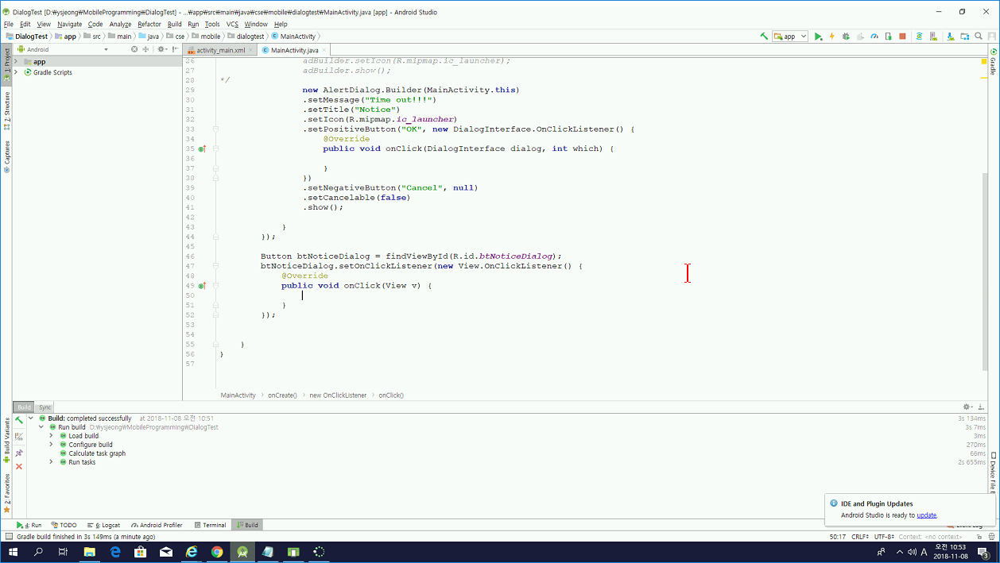 DialogTest [D:₩ysjeong₩MobileProgramming₩DialogTest] - ...₩app₩src₩main₩java₩cse₩mobile₩dialogtest₩MainActivity.java [app] - Android Studio
File Edit View Navigate Code Analyze Refactor Build Run Tools VCS Window Help
DialogTest app src main java cse mobile dialogtest MainActivity app
Android activity_main.xml MainActivity.java
1: Project
7: Structure
Captures
Build Variants
2: Favorites
Gradle
app
Gradle Scripts
26 adBuilder.setIcon(R.mipmap.ic_launcher);
27 adBuilder.show();
28 */
29 new AlertDialog.Builder(MainActivity.this)
30 .setMessage("Time out!!!")
31 .setTitle("Notice")
32 .setIcon(R.mipmap.ic_launcher)
33 .setPositiveButton("OK", new DialogInterface.OnClickListener() {
34 @Override
35 public void onClick(DialogInterface dialog, int which) {
36
37 }
38 })
39 .setNegativeButton("Cancel", null)
40 .setCancelable(false)
41 .show();
42
43 }
44 });
45
46 Button btNoticeDialog = findViewById(R.id.btNoticeDialog);
47 btNoticeDialog.setOnClickListener(new View.OnClickListener() {
48 @Override
49 public void onClick(View v) {
50
51 }
52 });
53
54
55 }
56 }
57
MainActivity onCreate() new OnClickListener onClick()
Build Sync
Build: completed successfully at 2018-11-08 오전 10:51 3s 134ms
Run build D:₩ysjeong₩MobileProgramming₩DialogTest 3s 7ms
Load build 3ms
Configure build 270ms
Calculate task graph 66ms
Run tasks 2s 655ms
IDE and Plugin Updates
Android Studio is ready to update.
4: Run TODO 6: Logcat Android Profiler Terminal Build
Gradle build finished in 3s 149ms (a minute ago) 50:17 CRLF UTF-8 Context: <no context>
A 오전 10:53
2018-11-08
3